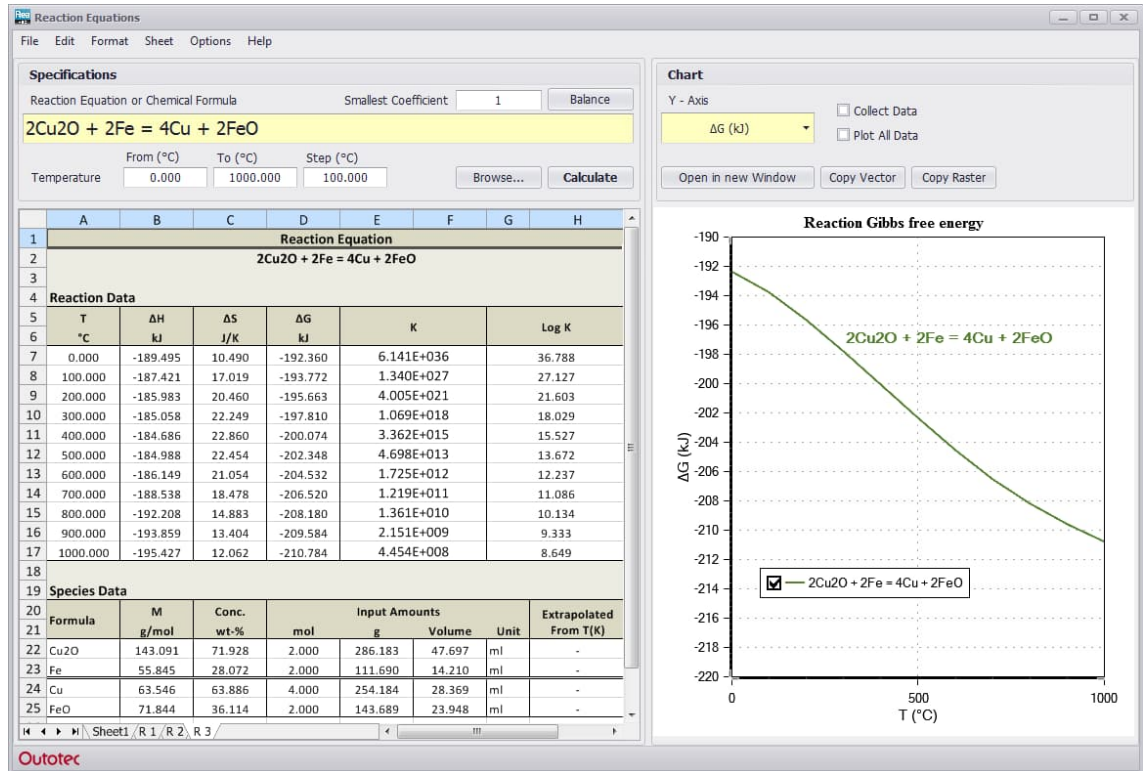 Reaction Equations
File Edit Format Sheet Options Help
Specifications
Reaction Equation or Chemical Formula Smallest Coefficient 1 Balance
2Cu2O + 2Fe = 4Cu + 2FeO
From (°C) To (°C) Step (°C)
Temperature 0.000 1000.000 100.000 Browse... Calculate
A B C D E F G H
1 Reaction Equation
2 2Cu2O + 2Fe = 4Cu + 2FeO
3
4 Reaction Data
5 T ΔH ΔS ΔG K Log K
6 °C kJ J/K kJ
7 0.000 -189.495 10.490 -192.360 6.141E+036 36.788
8 100.000 -187.421 17.019 -193.772 1.340E+027 27.127
9 200.000 -185.983 20.460 -195.663 4.005E+021 21.603
10 300.000 -185.058 22.249 -197.810 1.069E+018 18.029
11 400.000 -184.686 22.860 -200.074 3.362E+015 15.527
12 500.000 -184.988 22.454 -202.348 4.698E+013 13.672
13 600.000 -186.149 21.054 -204.532 1.725E+012 12.237
14 700.000 -188.538 18.478 -206.520 1.219E+011 11.086
15 800.000 -192.208 14.883 -208.180 1.361E+010 10.134
16 900.000 -193.859 13.404 -209.584 2.151E+009 9.333
17 1000.000 -195.427 12.062 -210.784 4.454E+008 8.649
18
19 Species Data
20 Formula M Conc. Input Amounts Extrapolated
21 g/mol wt-% mol g Volume Unit From T(K)
22 Cu2O 143.091 71.928 2.000 286.183 47.697 ml -
23 Fe 55.845 28.072 2.000 111.690 14.210 ml -
24 Cu 63.546 63.886 4.000 254.184 28.369 ml -
25 FeO 71.844 36.114 2.000 143.689 23.948 ml -
Sheet1 R 1 R 2 R 3
Chart
Y - Axis
ΔG (kJ)
Collect Data
Plot All Data
Open in new Window Copy Vector Copy Raster
Reaction Gibbs free energy
-190
-192
-194
-196
2Cu2O + 2Fe = 4Cu + 2FeO
-198
-200
-202
-204
ΔG (kJ)
-206
-208
-210
-212
-214
2Cu2O + 2Fe = 4Cu + 2FeO
-216
-218
-220
0 500 1000
T (°C)
Outotec